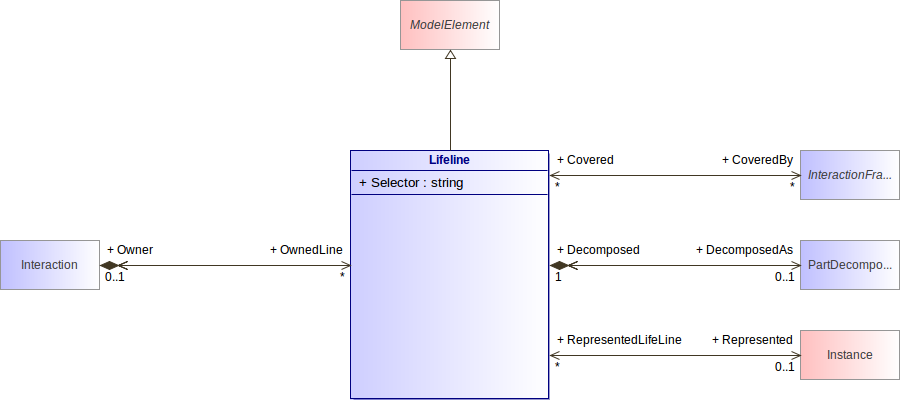 ModelElement
Lifeline
+ Selector : string
+ Covered
+ CoveredBy
*
*
InteractionFra...
Interaction
+ Owner
+ OwnedLine
0..1
*
+ Decomposed
+ DecomposedAs
1
0..1
PartDecompo...
+ RepresentedLifeLine
+ Represented
*
0..1
Instance